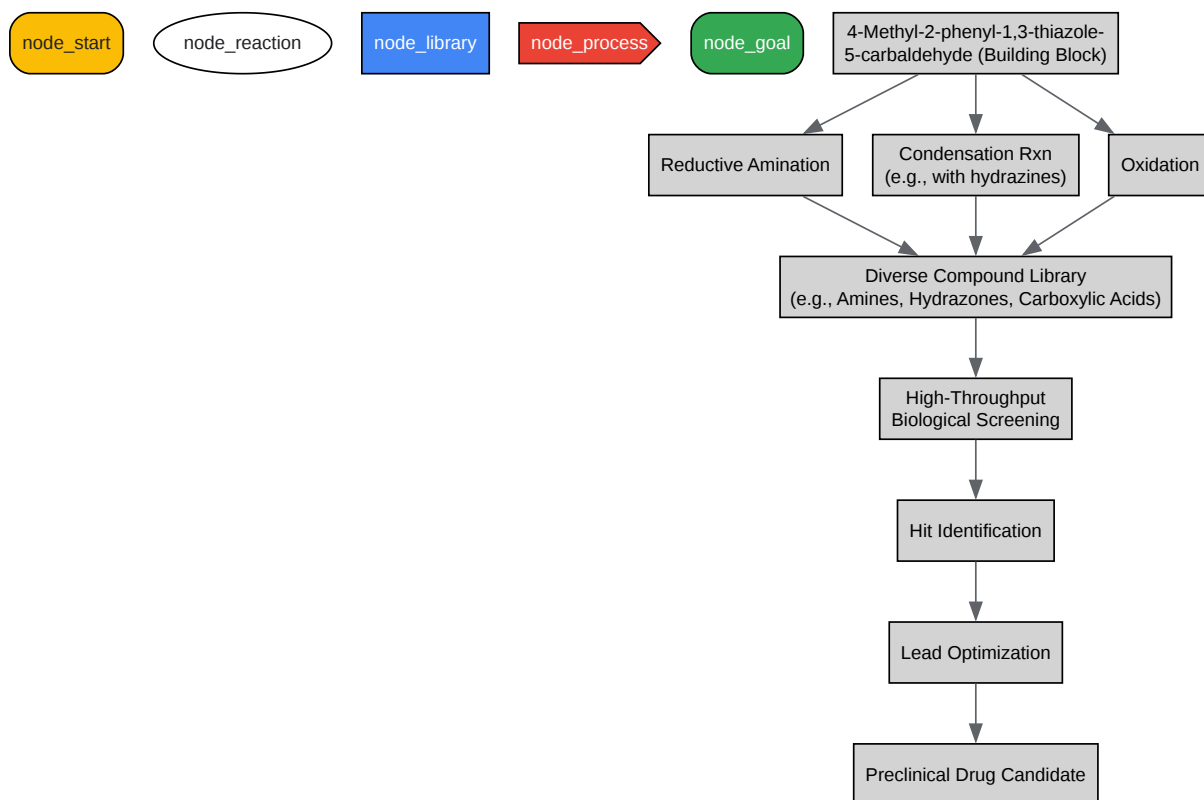 node_start
node_reaction
node_library
node_process
node_goal
4-Methyl-2-phenyl-1,3-thiazole-
5-carbaldehyde (Building Block)
Reductive Amination
Condensation Rxn
(e.g., with hydrazines)
Oxidation
Diverse Compound Library
(e.g., Amines, Hydrazones, Carboxylic Acids)
High-Throughput
Biological Screening
Hit Identification
Lead Optimization
Preclinical Drug Candidate